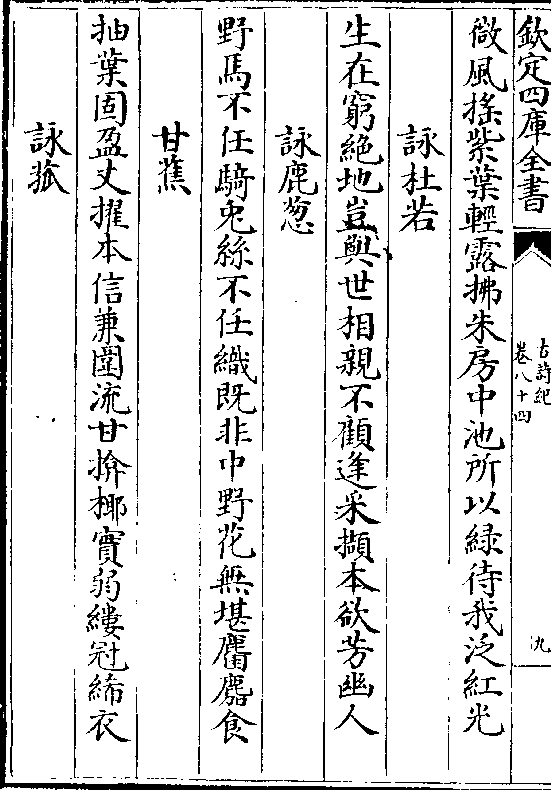 欽定四庫全書
古詩紀
卷八十四
九
微風揺紫葉輕露拂朱房中池所以緑待我泛紅光
詠杜若
生在窮絶地豈與世相親不顧逢采擷本欲芳幽人
詠鹿葱
野馬不任騎兎絲不任織既非中野花無堪麏麚食
甘蕉
抽葉固盈丈擢本信兼圍流甘揜椰實弱縷冠絺衣
詠菰